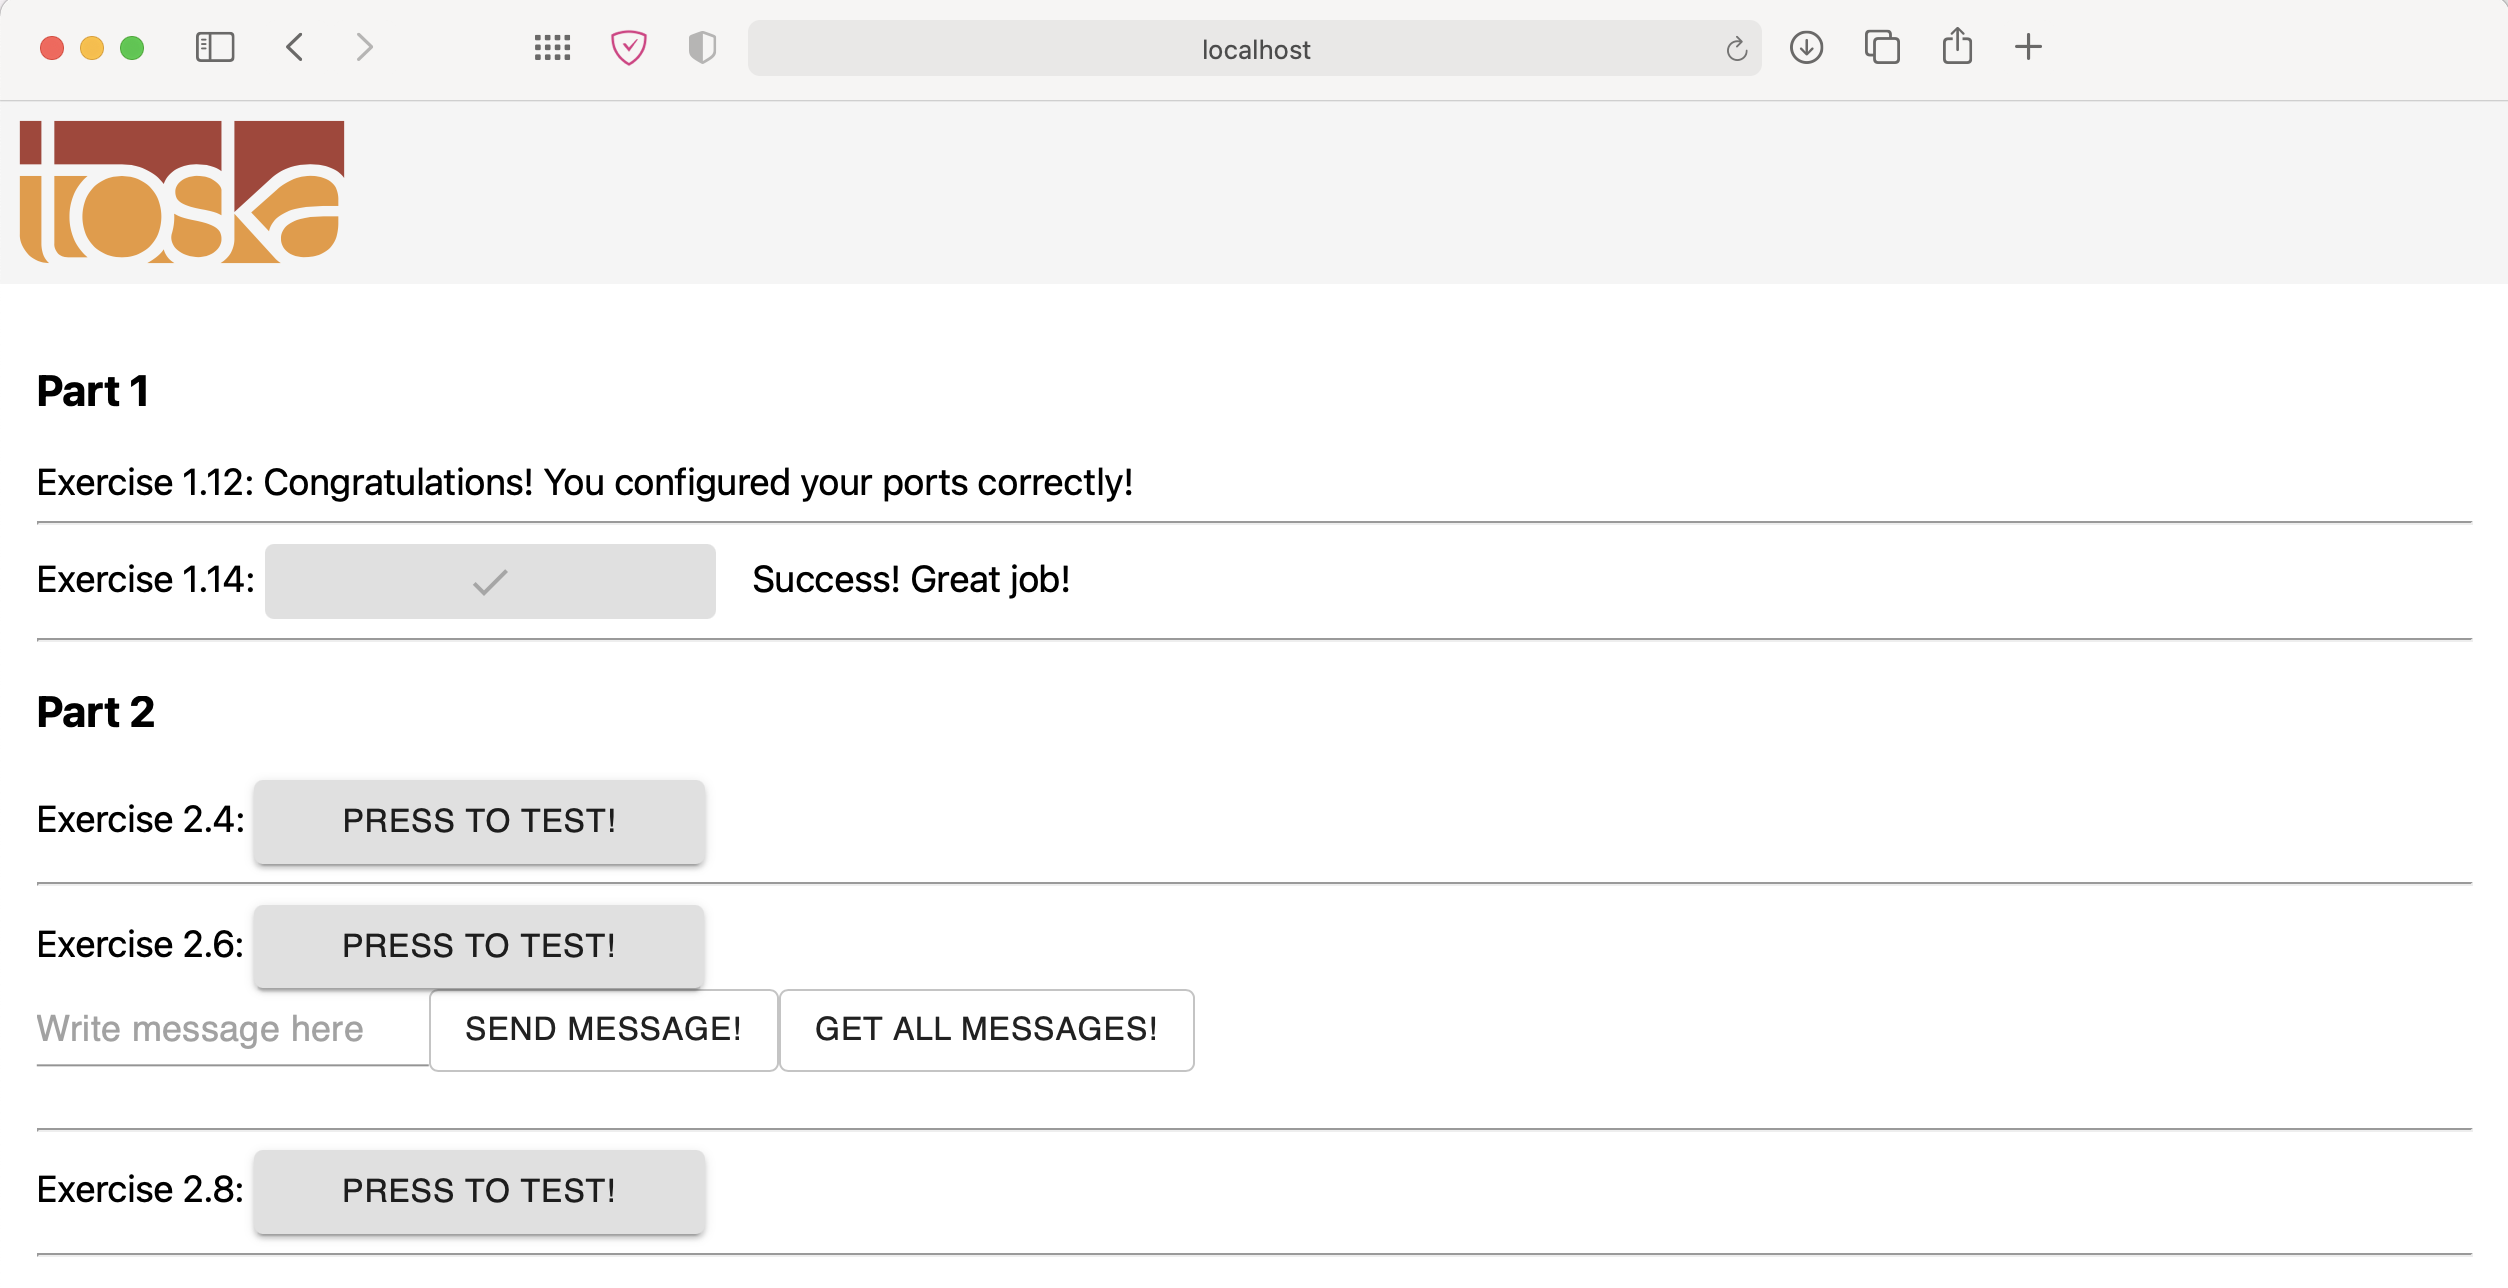 localhost
toska
Part 1
Exercise 1.12: Congratulations! You configured your ports correctly!
Exercise 1.14: Success! Great job!
Part 2
Exercise 2.4: PRESS TO TEST!
Exercise 2.6: PRESS TO TEST!
Write message here SEND MESSAGE! GET ALL MESSAGES!
Exercise 2.8: PRESS TO TEST!